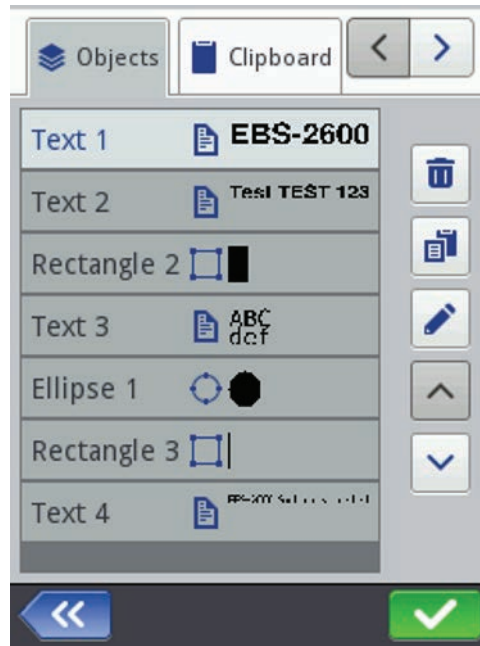 Objects
Clipboard
Text 1 EBS-2600
Text 2 Test TEST 123
Rectangle 2
Text 3 ABC
def
Ellipse 1
Rectangle 3
Text 4